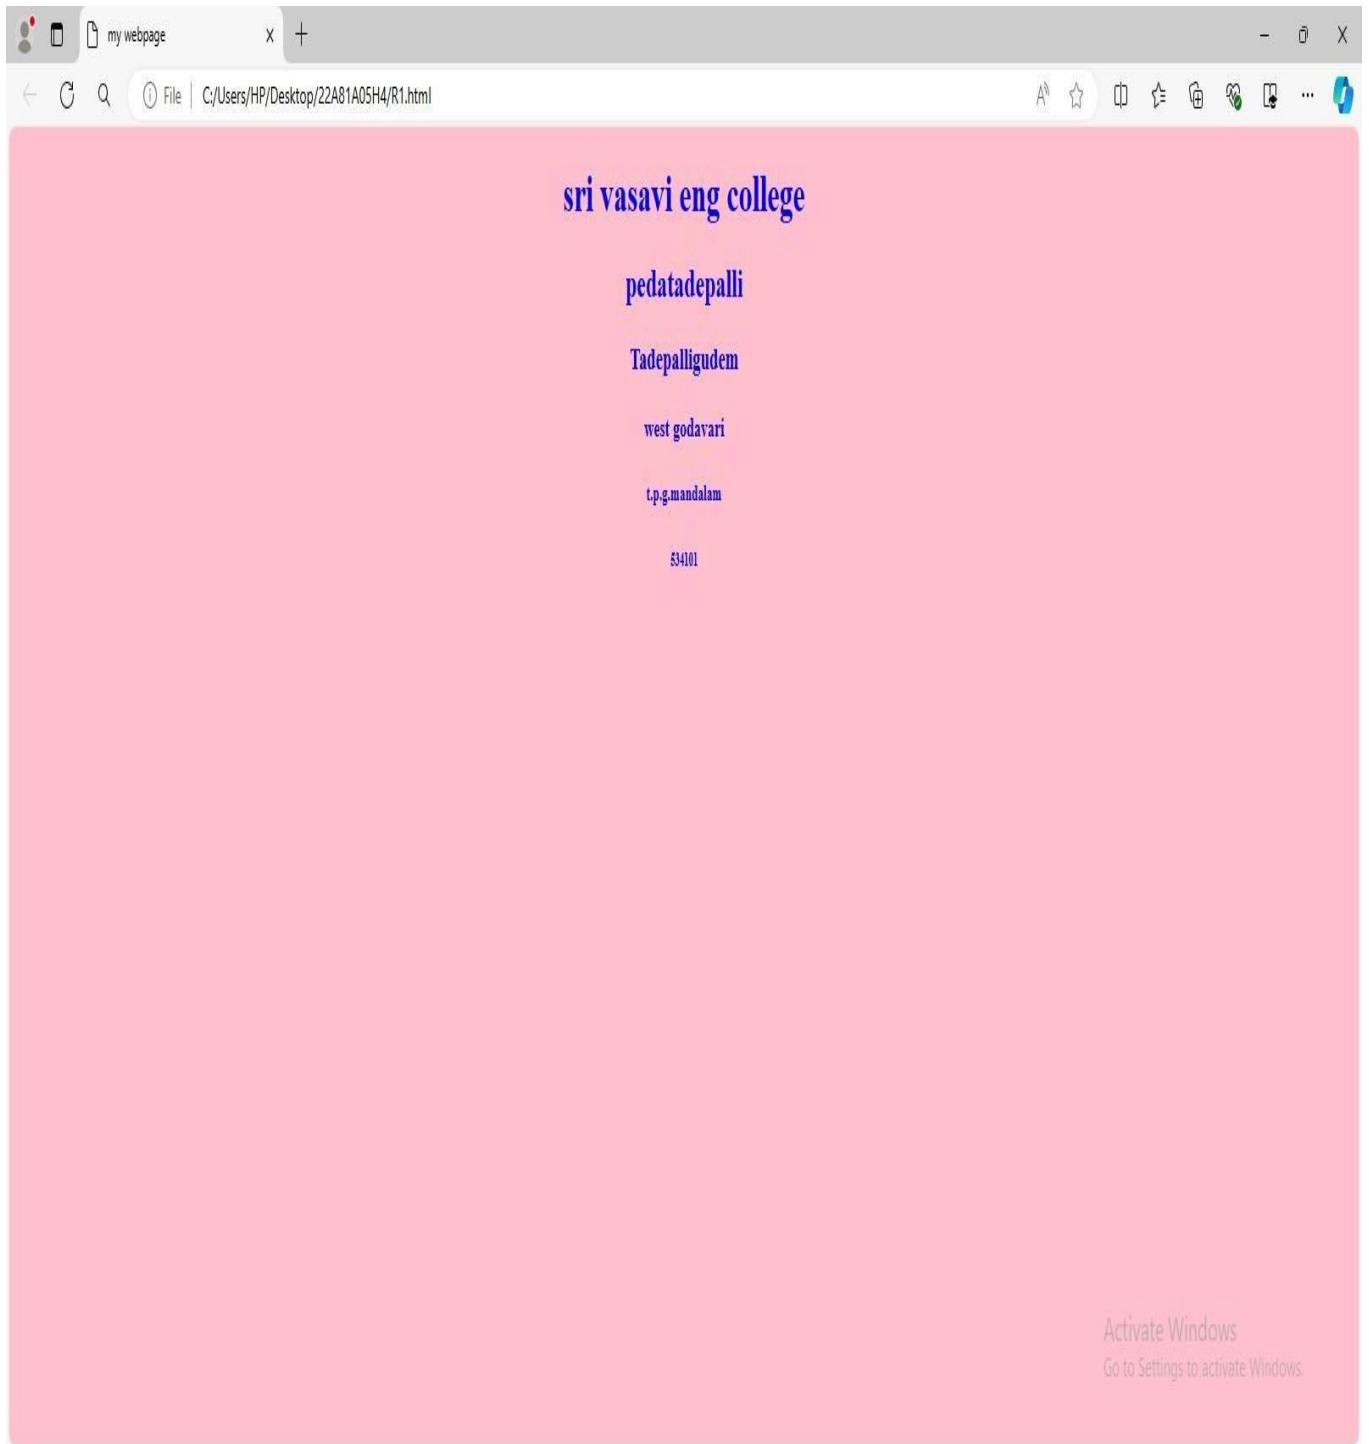 my webpage
File C:/Users/HP/Desktop/22A81A05H4/R1.html
sri vasavi eng college
pedatadepalli
Tadepalligudem
west godavari
t.p.g.mandalam
534101
Activate Windows
Go to Settings to activate Windows.